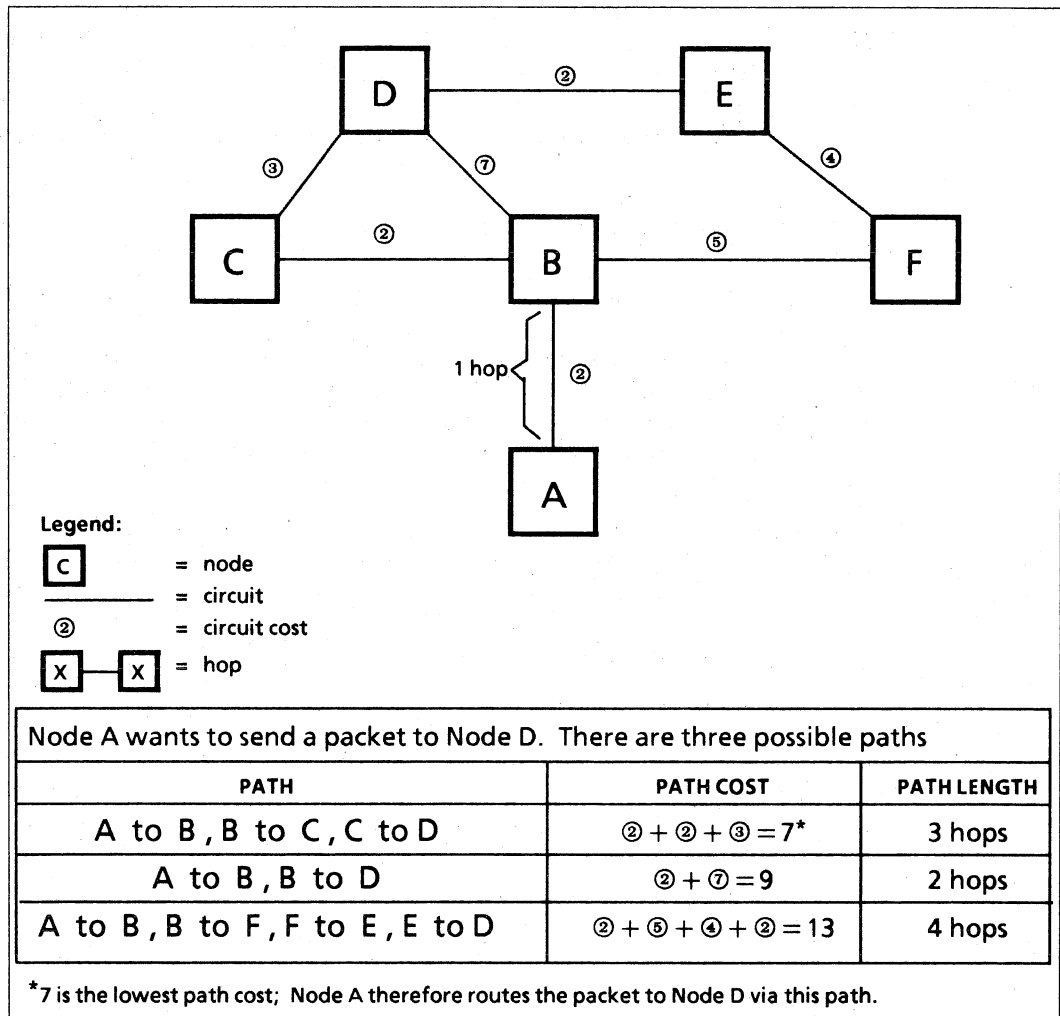 D
②
E
③
⑦
④
C
②
B
⑤
F
1 hop
②
A
Legend:
C = node
= circuit
② = circuit cost
X X = hop
Node A wants to send a packet to Node D. There are three possible paths
PATH PATH COST PATH LENGTH
A to B, B to C, C to D ② + ② + ③ = 7* 3 hops
A to B, B to D ② + ⑦ = 9 2 hops
A to B, B to F, F to E, E to D ② + ⑤ + ④ + ② = 13 4 hops
*7 is the lowest path cost; Node A therefore routes the packet to Node D via this path.